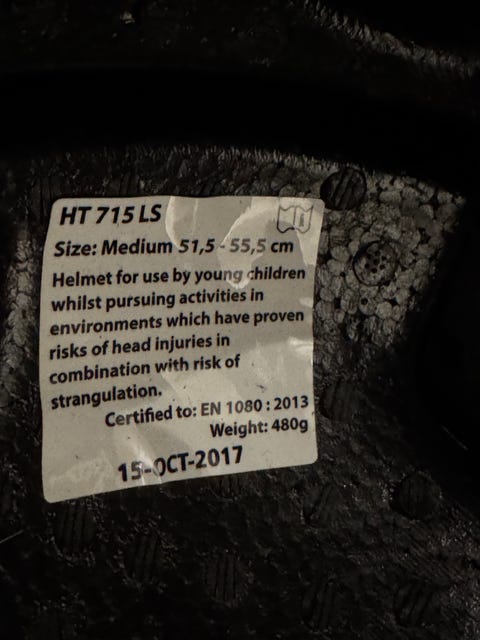 HT 715 LS
Size: Medium 51,5 - 55,5 cm
Helmet for use by young children
whilst pursuing activities in
environments which have proven
risks of head injuries in
combination with risk of
strangulation.
Certified to: EN 1080 : 2013
Weight: 480g
15-OCT-2017